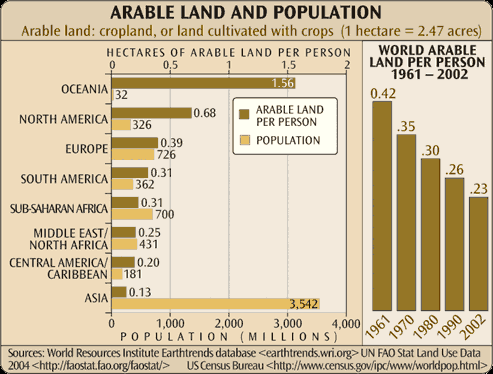 ARABLE LAND AND POPULATION
Arable land: cropland, or land cultivated with crops (1 hectare = 2.47 acres)
HECTARES OF ARABLE LAND PER PERSON
0 0.5 1 1.5 2
OCEANIA 1.56
32
NORTH AMERICA 0.68
326
EUROPE 0.39
726
SOUTH AMERICA 0.31
362
SUB-SAHARAN AFRICA 0.31
700
MIDDLE EAST/
NORTH AFRICA 0.25
431
CENTRAL AMERICA/
CARIBBEAN 0.20
181
ASIA 0.13
3,542
0 1,000 2,000 3,000 4,000
POPULATION (MILLIONS)
ARABLE LAND
PER PERSON
POPULATION
WORLD ARABLE
LAND PER PERSON
1961 – 2002
0.42
.35
.30
.26
.23
1961 1970 1980 1990 2002
Sources: World Resources Institute Earthtrends database <earthtrends.wri.org> UN FAO Stat Land Use Data
2004 <http://faostat.fao.org/faostat/> US Census Bureau <http://www.census.gov/ipc/www/worldpop.html>